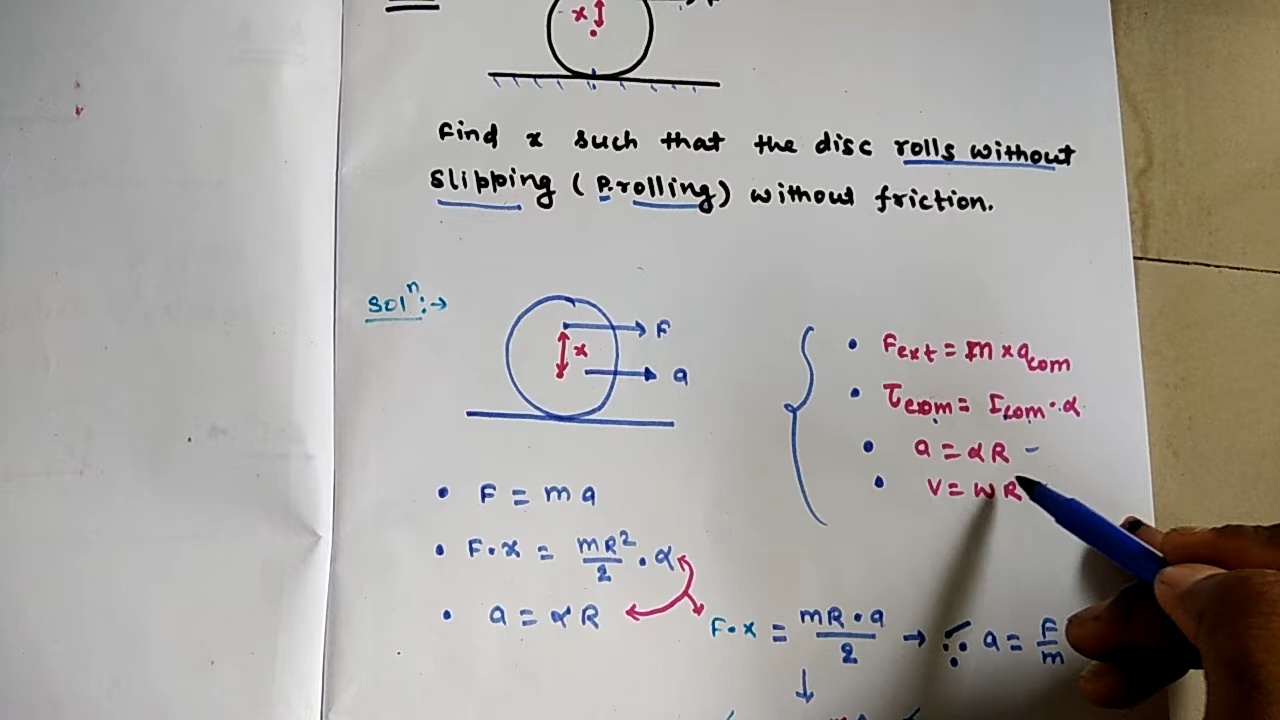 x
Find x such that the disc rolls without
slipping (P.rolling) without friction.
Solⁿ:→
F
x
a
• Fext = m × acom
• τcom = Icom · α
• a = αR -
• V = ωR
• F = ma
• F·x = mR²/2 · α
• a = αR
F·x = mR·a/2 → ∵ a = F/m
↓